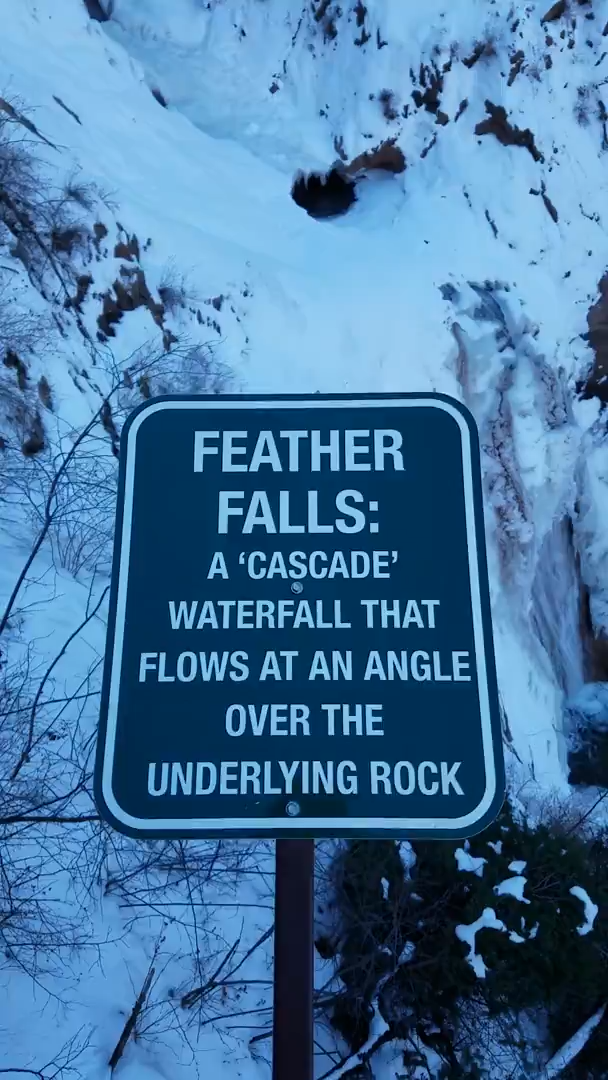 FEATHER
FALLS:
A ‘CASCADE’
WATERFALL THAT
FLOWS AT AN ANGLE
OVER THE
UNDERLYING ROCK